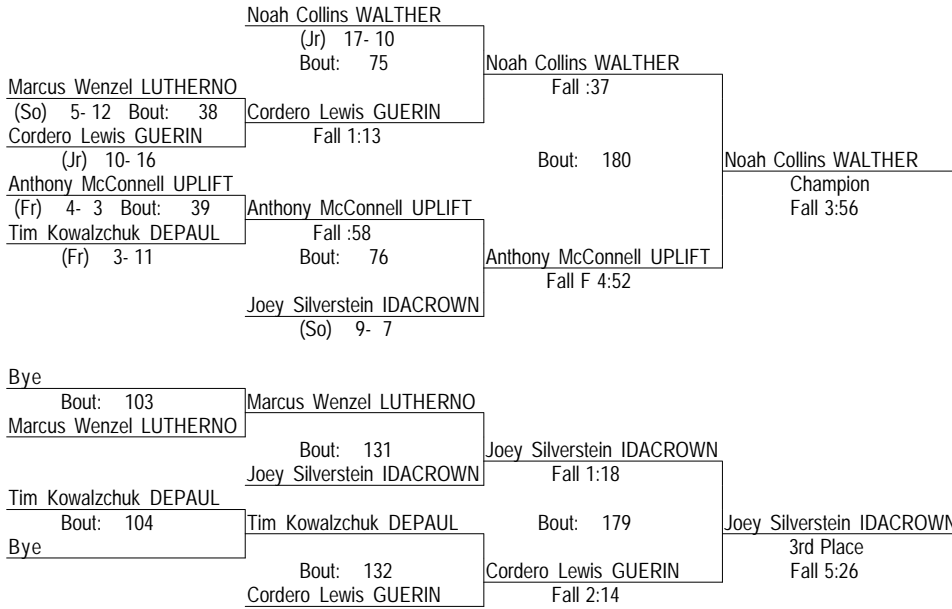 Noah Collins WALTHER
(Jr) 17- 10
Bout: 75
Noah Collins WALTHER
Fall :37
Marcus Wenzel LUTHERNO
(So) 5- 12 Bout: 38
Cordero Lewis GUERIN
Cordero Lewis GUERIN
Fall 1:13
(Jr) 10- 16
Bout: 180
Noah Collins WALTHER
Champion
Fall 3:56
Anthony McConnell UPLIFT
(Fr) 4- 3 Bout: 39
Anthony McConnell UPLIFT
Tim Kowalzchuk DEPAUL
Fall :58
(Fr) 3- 11
Bout: 76
Anthony McConnell UPLIFT
Fall F 4:52
Joey Silverstein IDACROWN
(So) 9- 7
Bye
Bout: 103
Marcus Wenzel LUTHERNO
Marcus Wenzel LUTHERNO
Bout: 131
Joey Silverstein IDACROWN
Joey Silverstein IDACROWN
Fall 1:18
Tim Kowalzchuk DEPAUL
Bout: 104
Tim Kowalzchuk DEPAUL
Bout: 179
Joey Silverstein IDACROWN
Bye
3rd Place
Fall 5:26
Bout: 132
Cordero Lewis GUERIN
Cordero Lewis GUERIN
Fall 2:14